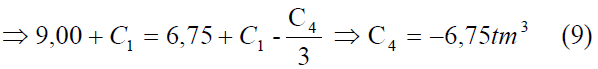 ⇒ 9,00 + C₁ = 6,75 + C₁ - C₄/3 ⇒ C₄ = −6,75tm³ (9)